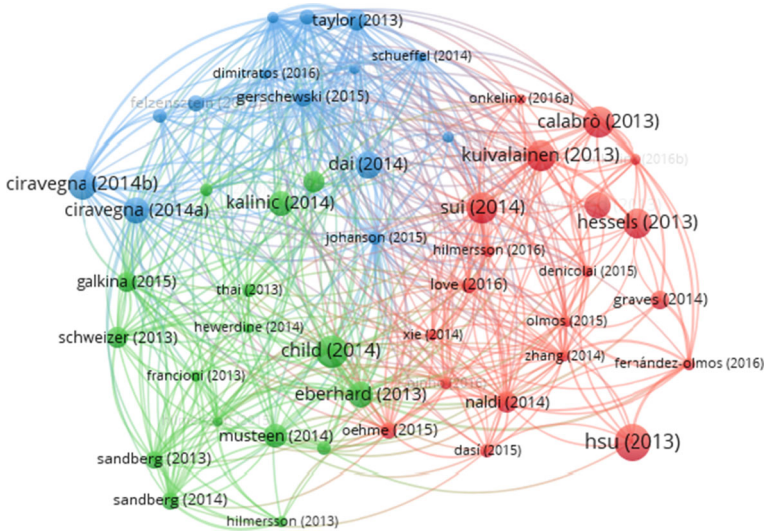 taylor (2013)
schueffel (2014)
dimitratos (2016)
gerschewski (2015)
onkelinx (2016a)
calabrò (2013)
kuivalainen (2013)
dai (2014)
ciravegna (2014b)
ciravegna (2014a)
kalinic (2014)
sui (2014)
hessels (2013)
johanson (2015)
hilmersson (2016)
denicolai (2015)
galkina (2015)
thai (2013)
love (2016)
graves (2014)
hewerdine (2014)
olmos (2015)
schweizer (2013)
xie (2014)
child (2014)
zhang (2014)
fernández-olmos (2016)
francioni (2013)
eberhard (2013)
naldi (2014)
musteen (2014)
oehme (2015)
hsu (2013)
dasí (2015)
sandberg (2013)
sandberg (2014)
hilmersson (2013)